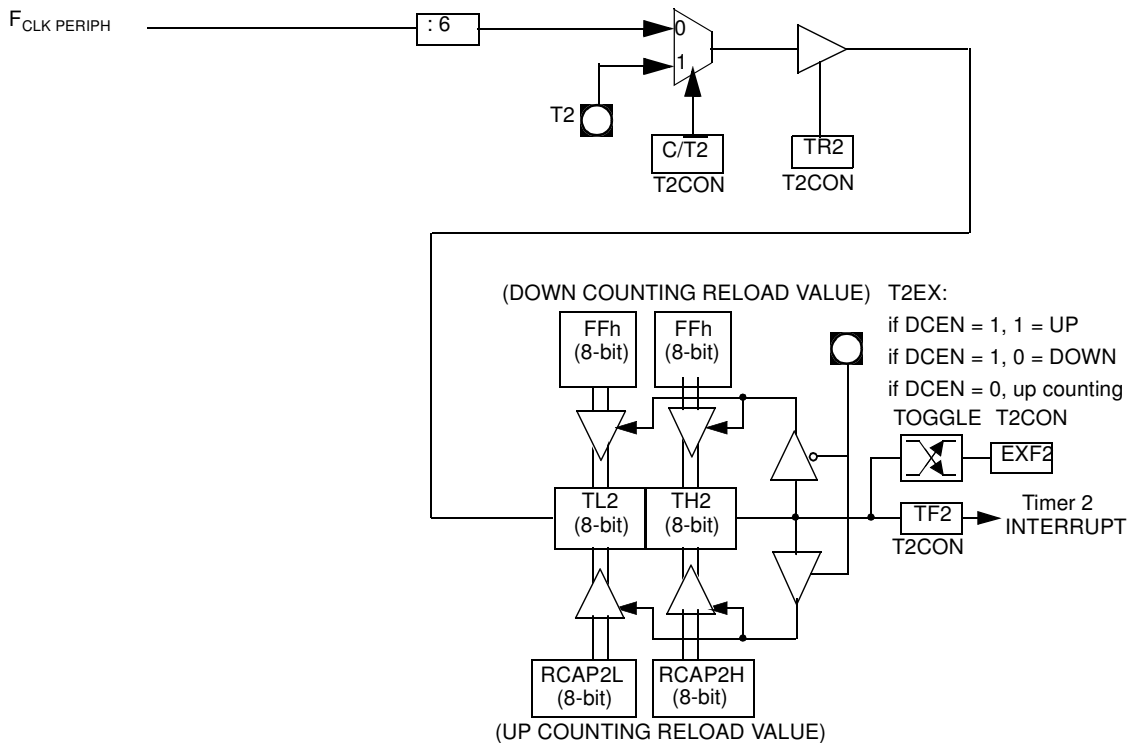 FCLK PERIPH
: 6
0
1
T2
C/T2
TR2
T2CON
T2CON
(DOWN COUNTING RELOAD VALUE)
T2EX:
if DCEN = 1, 1 = UP
if DCEN = 1, 0 = DOWN
if DCEN = 0, up counting
FFh
(8-bit)
FFh
(8-bit)
TOGGLE
T2CON
EXF2
TL2
(8-bit)
TH2
(8-bit)
TF2
T2CON
Timer 2
INTERRUPT
RCAP2L
(8-bit)
RCAP2H
(8-bit)
(UP COUNTING RELOAD VALUE)